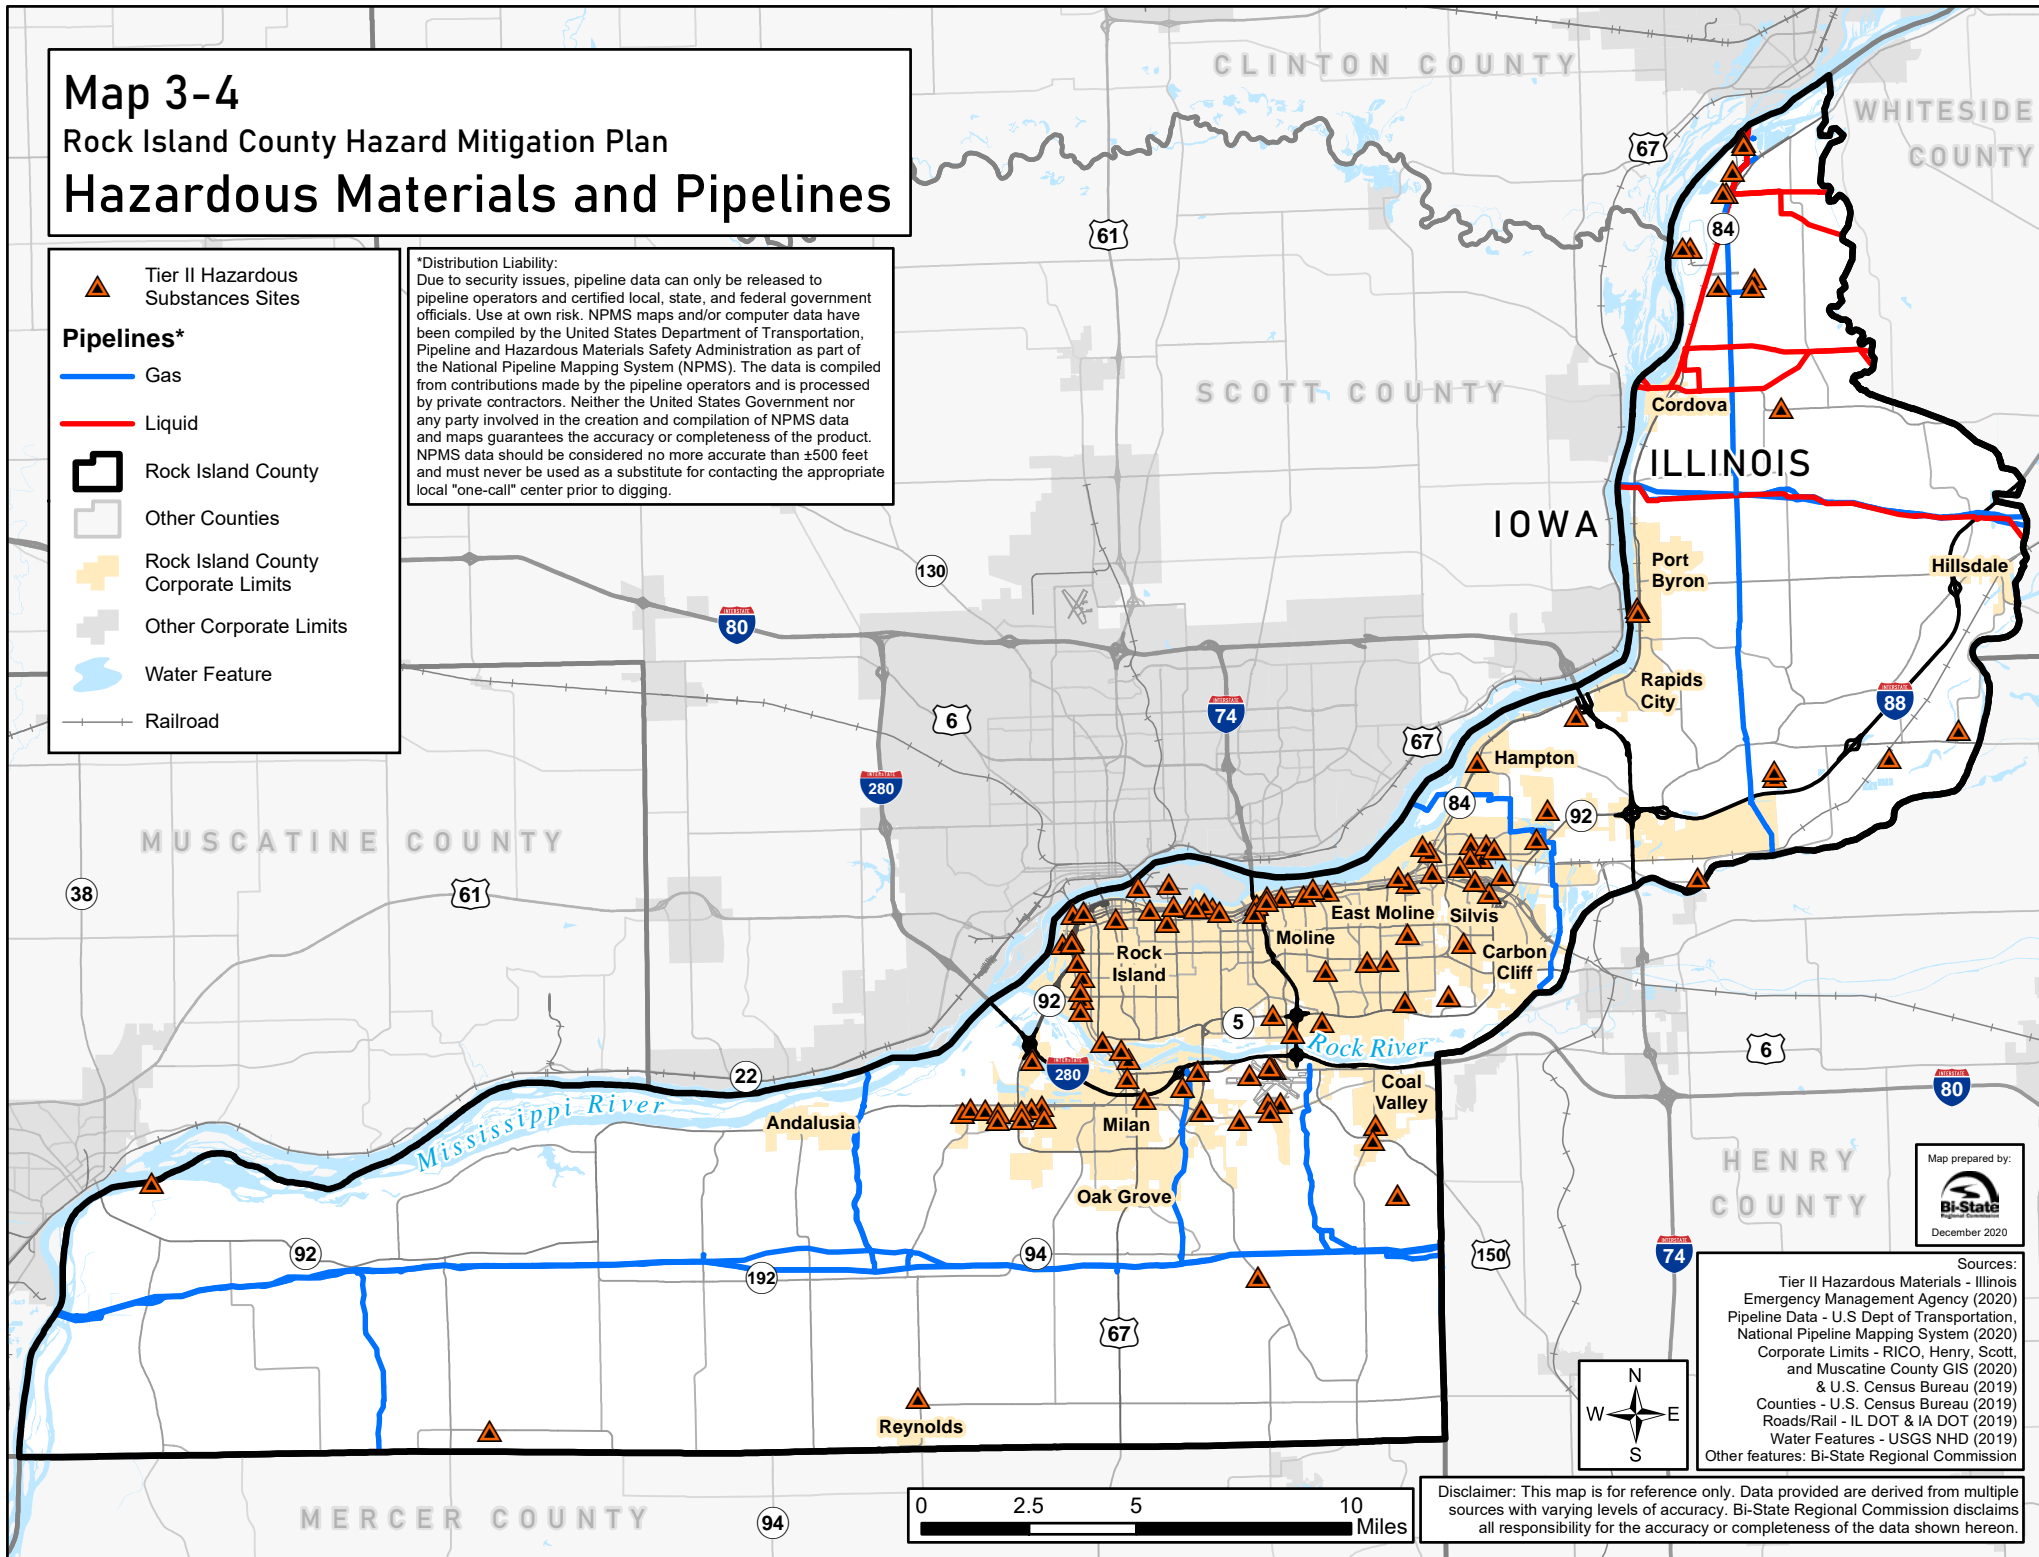 Map 3-4
Rock Island County Hazard Mitigation Plan
Hazardous Materials and Pipelines
Tier II Hazardous
Substances Sites
Pipelines*
Gas
Liquid
Rock Island County
Other Counties
Rock Island County
Corporate Limits
Other Corporate Limits
Water Feature
Railroad
*Distribution Liability:
Due to security issues, pipeline data can only be released to
pipeline operators and certified local, state, and federal government
officials. Use at own risk. NPMS maps and/or computer data have
been compiled by the United States Department of Transportation,
Pipeline and Hazardous Materials Safety Administration as part of
the National Pipeline Mapping System (NPMS). The data is compiled
from contributions made by the pipeline operators and is processed
by private contractors. Neither the United States Government nor
any party involved in the creation and compilation of NPMS data
and maps guarantees the accuracy or completeness of the product.
NPMS data should be considered no more accurate than ±500 feet
and must never be used as a substitute for contacting the appropriate
local "one-call" center prior to digging.
CLINTON COUNTY
WHITESIDE
COUNTY
67
61
84
SCOTT COUNTY
Cordova
ILLINOIS
IOWA
130
Port
Byron
Hillsdale
INTERSTATE
80
Rapids
City
INTERSTATE
88
6
INTERSTATE
74
67
Hampton
INTERSTATE
280
84
92
MUSCATINE COUNTY
38
61
East Moline
Silvis
Moline
Rock
Island
Carbon
Cliff
92
5
Rock River
6
INTERSTATE
280
22
Coal
Valley
INTERSTATE
80
Mississippi River
Andalusia
Milan
HENRY
COUNTY
Oak Grove
92
94
192
150
INTERSTATE
74
67
Reynolds
MERCER COUNTY
94
Map prepared by:
Bi-State
Regional Commission
December 2020
Sources:
Tier II Hazardous Materials - Illinois
Emergency Management Agency (2020)
Pipeline Data - U.S Dept of Transportation,
National Pipeline Mapping System (2020)
Corporate Limits - RICO, Henry, Scott,
and Muscatine County GIS (2020)
& U.S. Census Bureau (2019)
Counties - U.S. Census Bureau (2019)
Roads/Rail - IL DOT & IA DOT (2019)
Water Features - USGS NHD (2019)
Other features: Bi-State Regional Commission
N
W E
S
0 2.5 5 10
Miles
Disclaimer: This map is for reference only. Data provided are derived from multiple
sources with varying levels of accuracy. Bi-State Regional Commission disclaims
all responsibility for the accuracy or completeness of the data shown hereon.